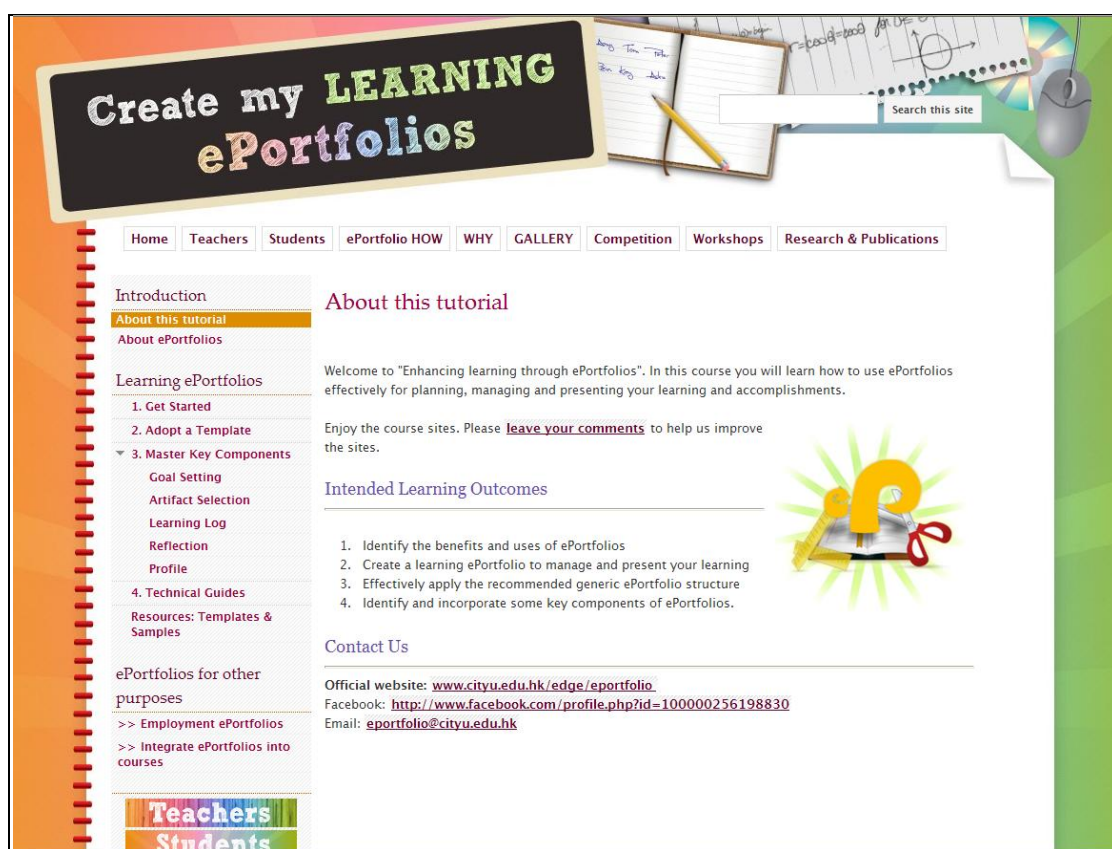 Create my LEARNING
ePortfolios
Search this site
Home Teachers Students ePortfolio HOW WHY GALLERY Competition Workshops Research & Publications
Introduction
About this tutorial
About ePortfolios
Learning ePortfolios
1. Get Started
2. Adopt a Template
3. Master Key Components
Goal Setting
Artifact Selection
Learning Log
Reflection
Profile
4. Technical Guides
Resources: Templates &
Samples
ePortfolios for other
purposes
>> Employment ePortfolios
>> Integrate ePortfolios into
courses
Teachers
Students
About this tutorial
Welcome to "Enhancing learning through ePortfolios". In this course you will learn how to use ePortfolios
effectively for planning, managing and presenting your learning and accomplishments.
Enjoy the course sites. Please leave your comments to help us improve
the sites.
Intended Learning Outcomes
1. Identify the benefits and uses of ePortfolios
2. Create a learning ePortfolio to manage and present your learning
3. Effectively apply the recommended generic ePortfolio structure
4. Identify and incorporate some key components of ePortfolios.
Contact Us
Official website: www.cityu.edu.hk/edge/eportfolio
Facebook: http://www.facebook.com/profile.php?id=100000256198830
Email: eportfolio@cityu.edu.hk